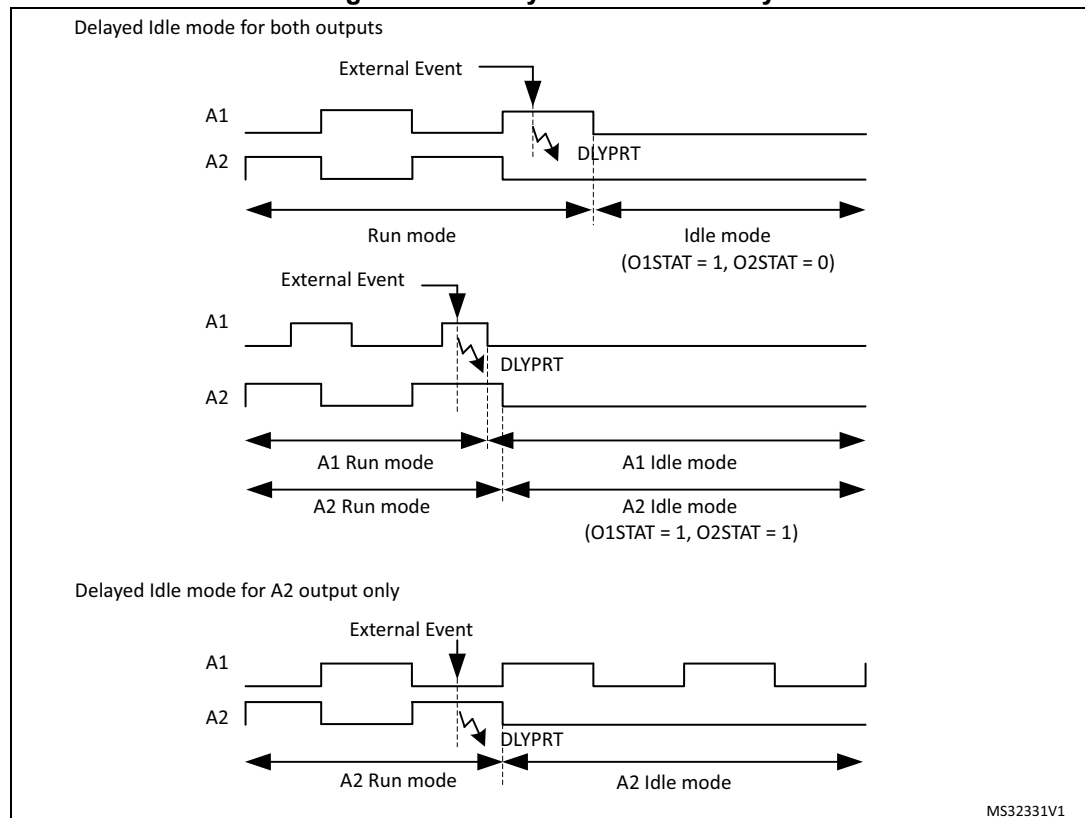 Delayed Idle mode for both outputs
External Event
A1
DLYPRT
A2
Run mode
Idle mode
(O1STAT = 1, O2STAT = 0)
External Event
A1
DLYPRT
A2
A1 Run mode
A1 Idle mode
A2 Run mode
A2 Idle mode
(O1STAT = 1, O2STAT = 1)
Delayed Idle mode for A2 output only
External Event
A1
A2
DLYPRT
A2 Run mode
A2 Idle mode
MS32331V1